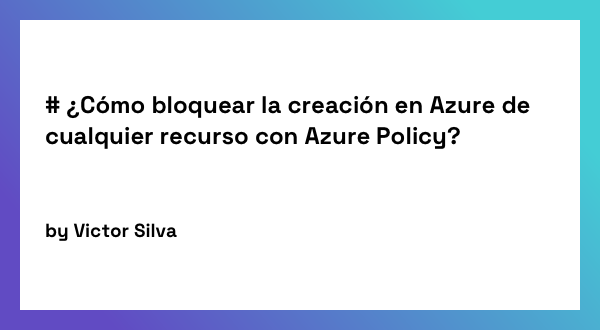 # ¿Cómo bloquear la creación en Azure de
cualquier recurso con Azure Policy?
by Victor Silva